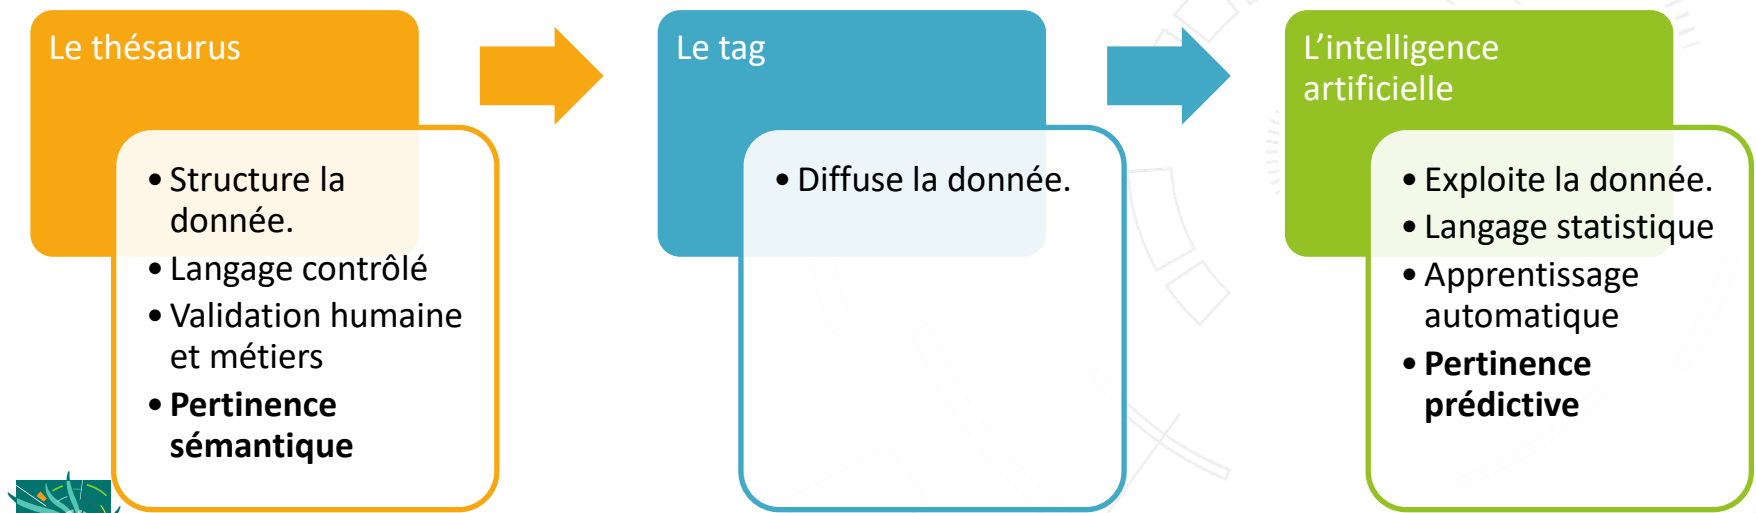 Le thésaurus
• Structure la
donnée.
• Langage contrôlé
• Validation humaine
et métiers
• Pertinence
sémantique
Le tag
• Diffuse la donnée.
L’intelligence
artificielle
• Exploite la donnée.
• Langage statistique
• Apprentissage
automatique
• Pertinence
prédictive